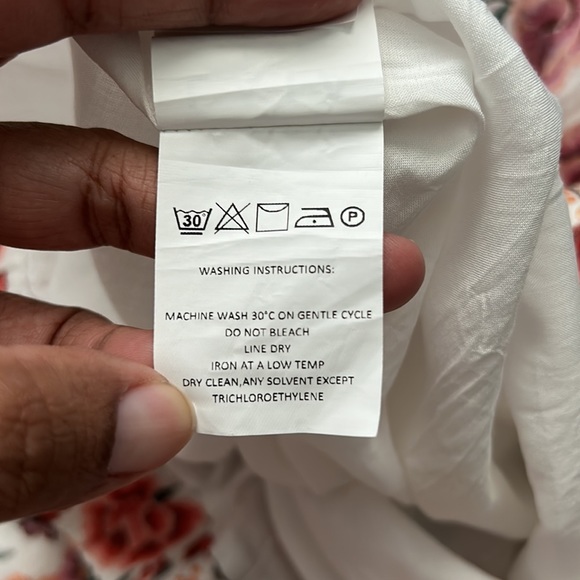 30°
P
WASHING INSTRUCTIONS:
MACHINE WASH 30°C ON GENTLE CYCLE
DO NOT BLEACH
LINE DRY
IRON AT A LOW TEMP
DRY CLEAN,ANY SOLVENT EXCEPT
TRICHLOROETHYLENE